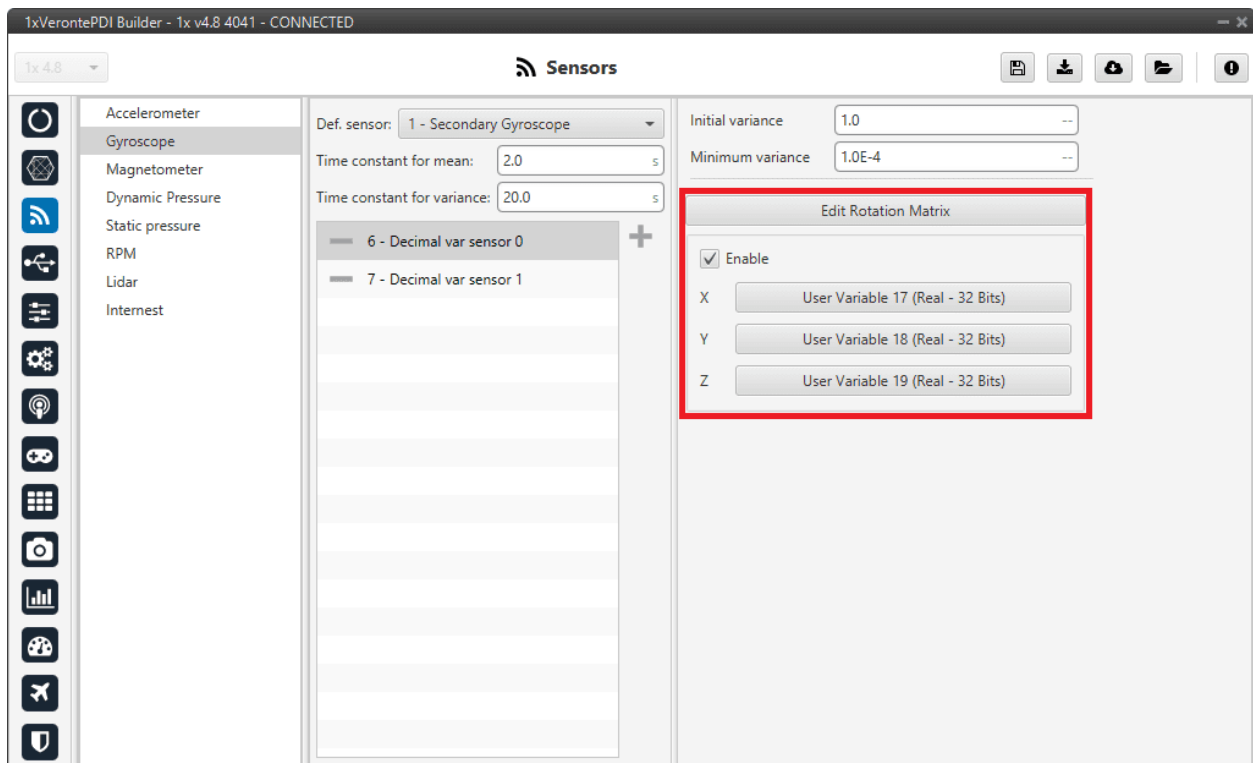 1xVerontePDI Builder - 1x v4.8 4041 - CONNECTED
1x 4.8
Sensors
Accelerometer
Gyroscope
Magnetometer
Dynamic Pressure
Static pressure
RPM
Lidar
Internest
Def. sensor: 1 - Secondary Gyroscope
Time constant for mean: 2.0 s
Time constant for variance: 20.0 s
6 - Decimal var sensor 0
7 - Decimal var sensor 1
Initial variance 1.0 --
Minimum variance 1.0E-4 --
Edit Rotation Matrix
Enable
X User Variable 17 (Real - 32 Bits)
Y User Variable 18 (Real - 32 Bits)
Z User Variable 19 (Real - 32 Bits)